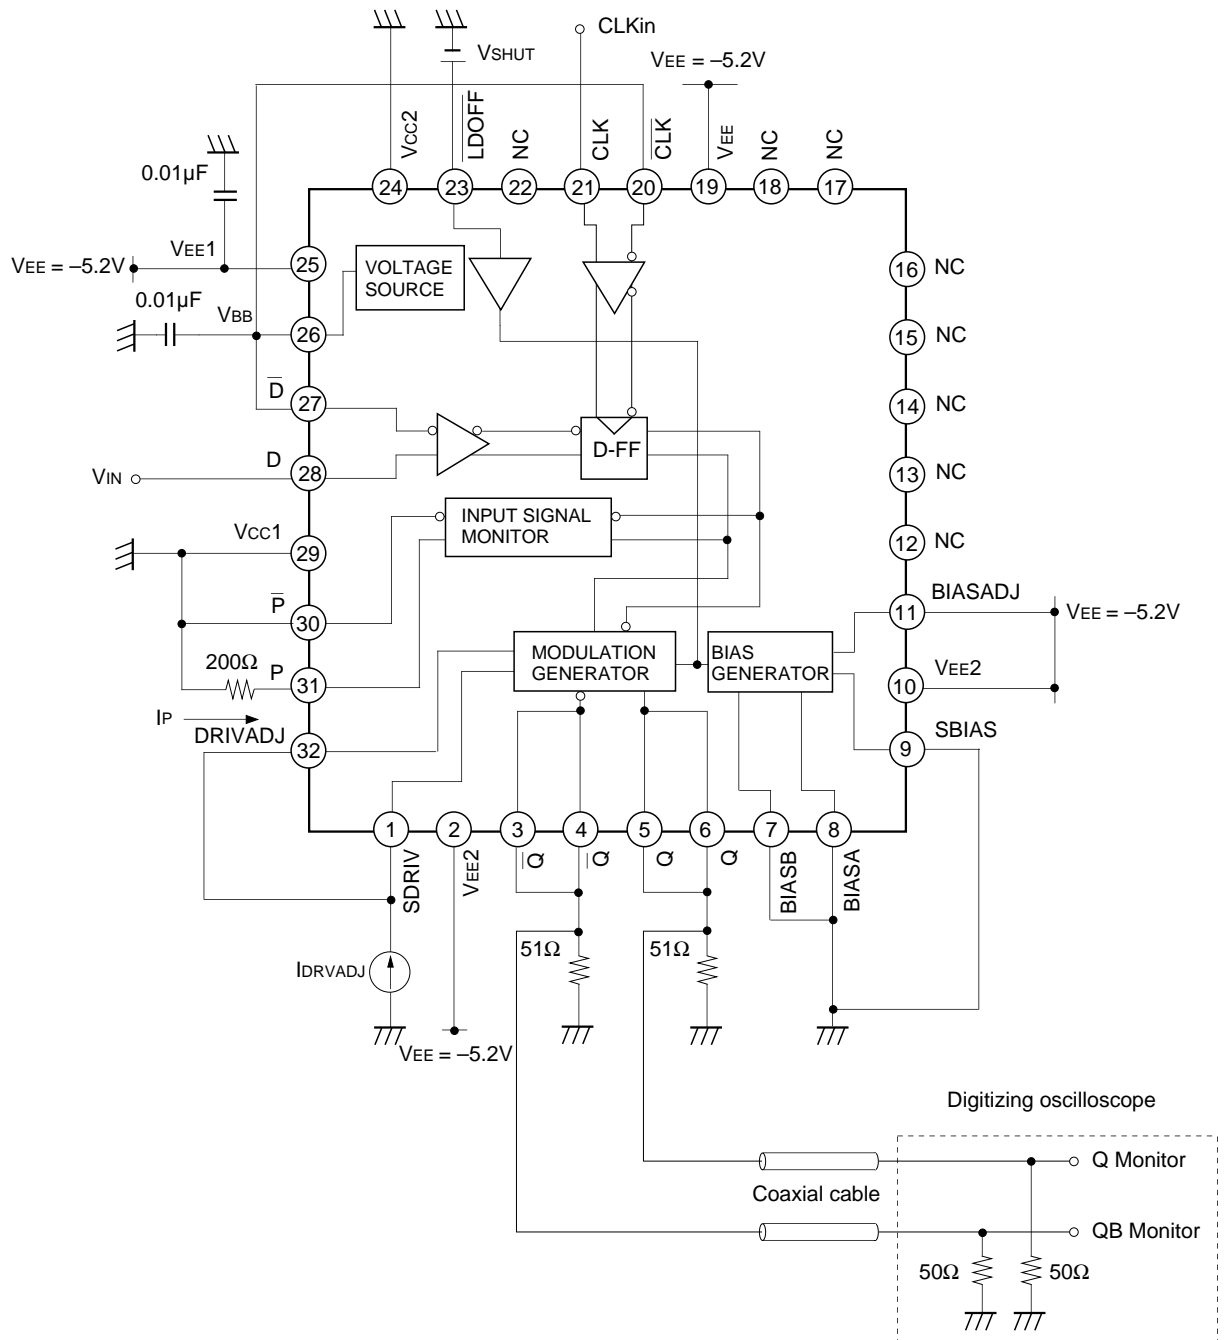 CLKin
VSHUT
VEE = –5.2V
VCC2
LDOFF
NC
CLK
CLK
VEE
NC
NC
0.01µF
24
23
22
21
20
19
18
17
VEE1
VEE = –5.2V
25
VOLTAGE
SOURCE
16
NC
0.01µF
VBB
26
15
NC
D
27
14
NC
D-FF
D
VIN
28
13
NC
INPUT SIGNAL
MONITOR
VCC1
29
12
NC
BIASADJ
P
30
11
VEE = –5.2V
MODULATION
GENERATOR
BIAS
GENERATOR
200Ω
P
31
VEE2
10
IP
DRIVADJ
32
SBIAS
9
1
2
3
4
5
6
7
8
SDRIV
VEE2
Q
Q
Q
Q
BIASB
BIASA
51Ω
51Ω
IDRVADJ
VEE = –5.2V
Digitizing oscilloscope
Q Monitor
Coaxial cable
QB Monitor
50Ω
50Ω